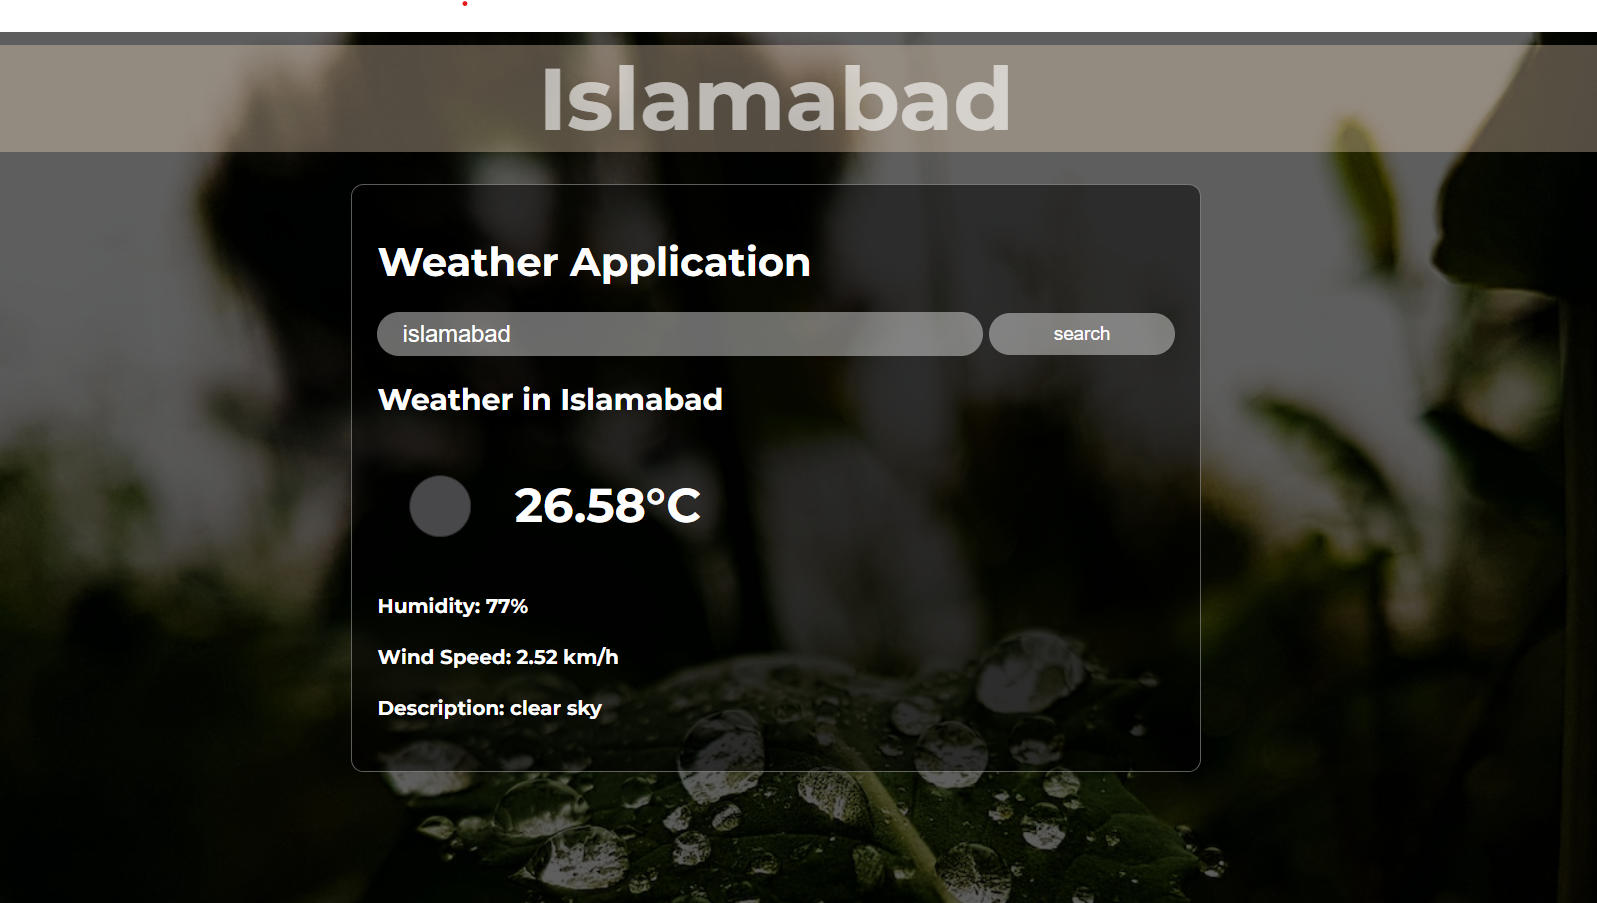 Islamabad
Weather Application
islamabad
search
Weather in Islamabad
26.58°C
Humidity: 77%
Wind Speed: 2.52 km/h
Description: clear sky